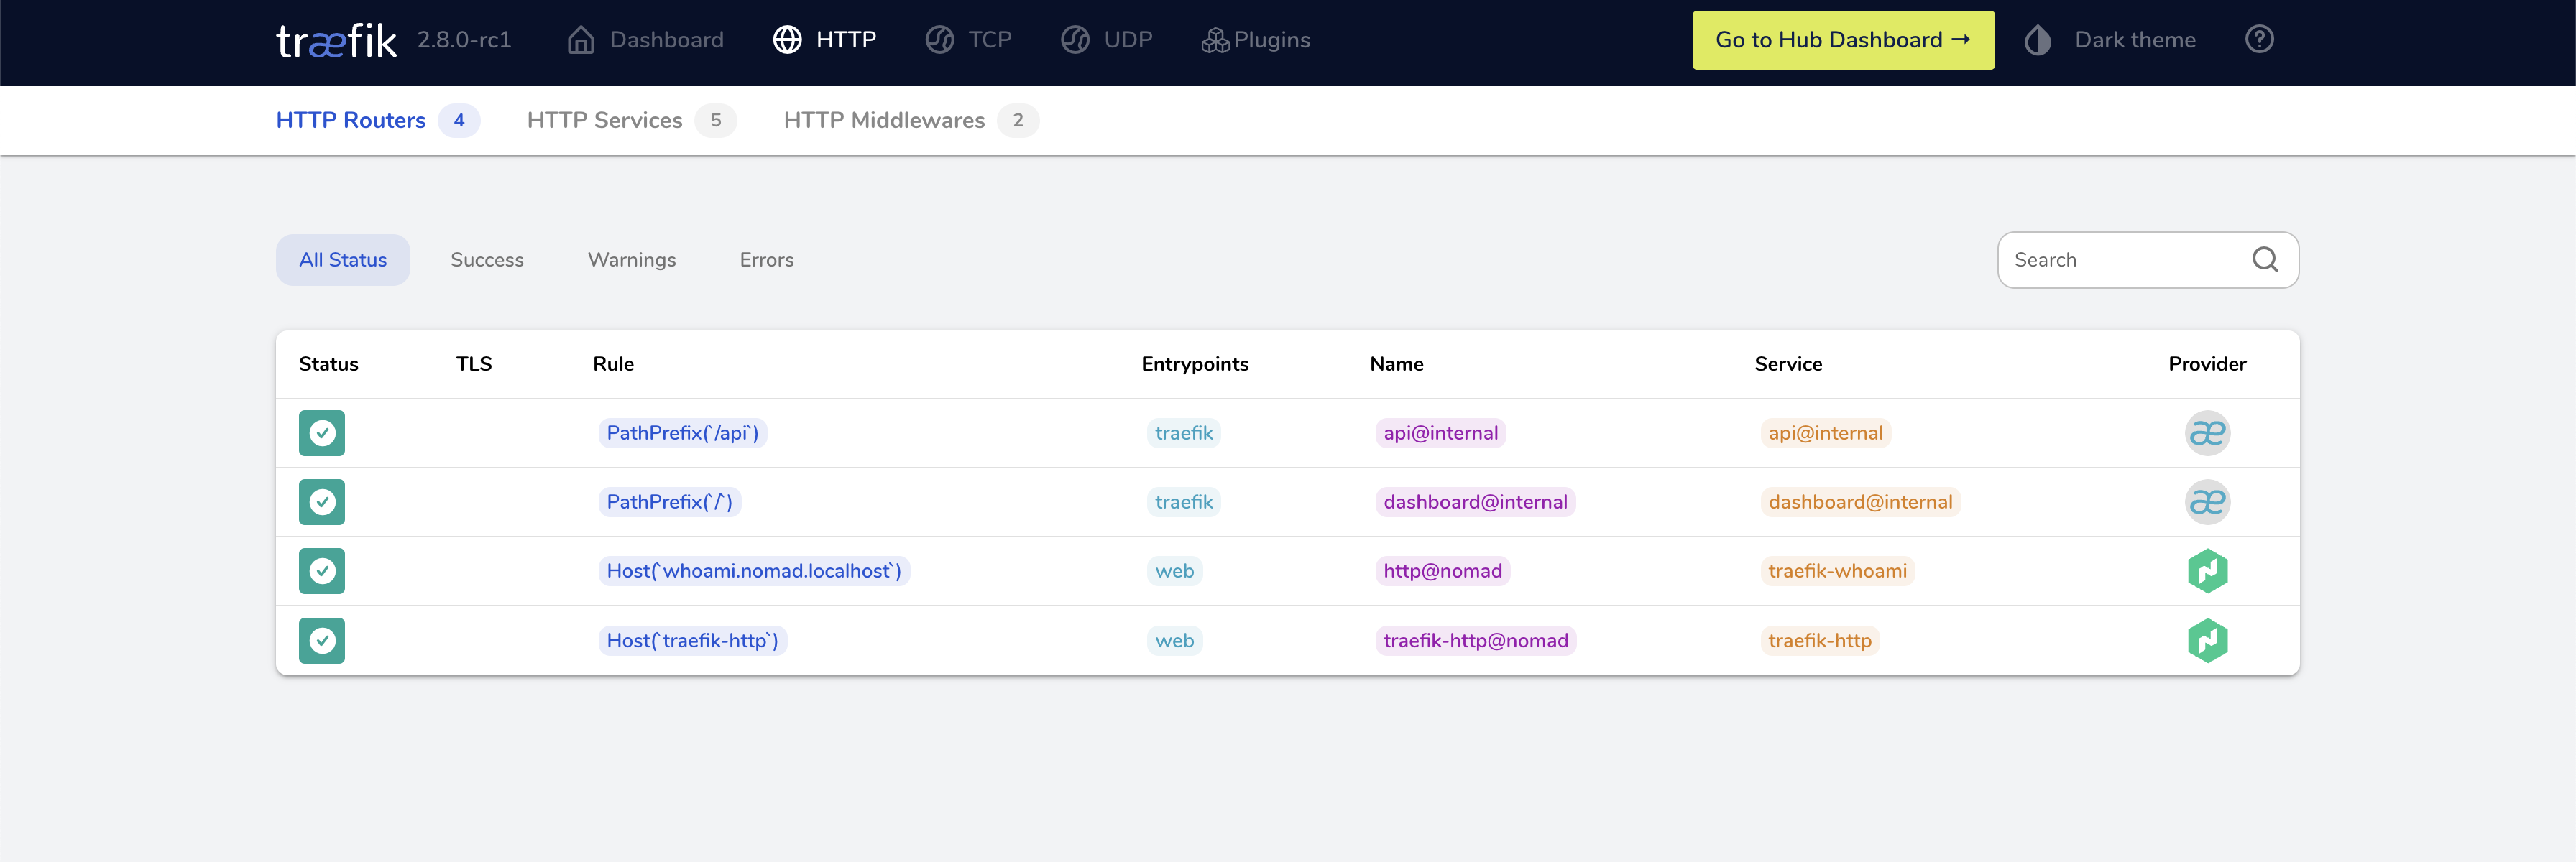 træfik 2.8.0-rc1 Dashboard HTTP TCP UDP Plugins Go to Hub Dashboard → Dark theme ?
HTTP Routers 4 HTTP Services 5 HTTP Middlewares 2
All Status Success Warnings Errors Search
Status TLS Rule Entrypoints Name Service Provider
PathPrefix(`/api`) traefik api@internal api@internal æ
PathPrefix(`/`) traefik dashboard@internal dashboard@internal æ
Host(`whoami.nomad.localhost`) web http@nomad traefik-whoami
Host(`traefik-http`) web traefik-http@nomad traefik-http